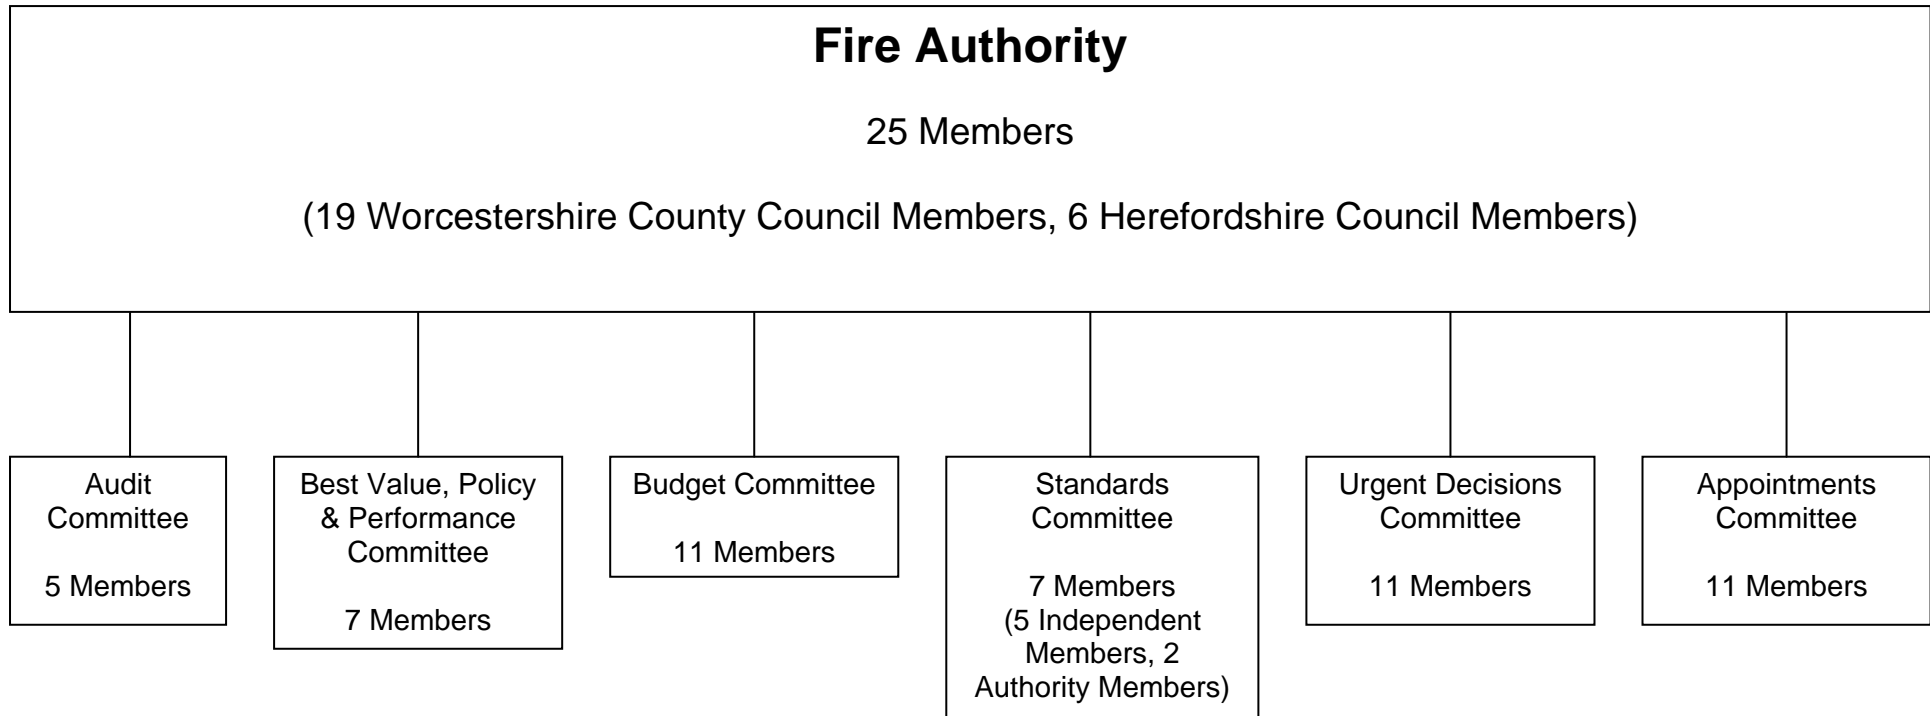 Fire Authority
25 Members
(19 Worcestershire County Council Members, 6 Herefordshire Council Members)
Audit
Committee
5 Members
Best Value, Policy
& Performance
Committee
7 Members
Budget Committee
11 Members
Standards
Committee
7 Members
(5 Independent
Members, 2
Authority Members)
Urgent Decisions
Committee
11 Members
Appointments
Committee
11 Members